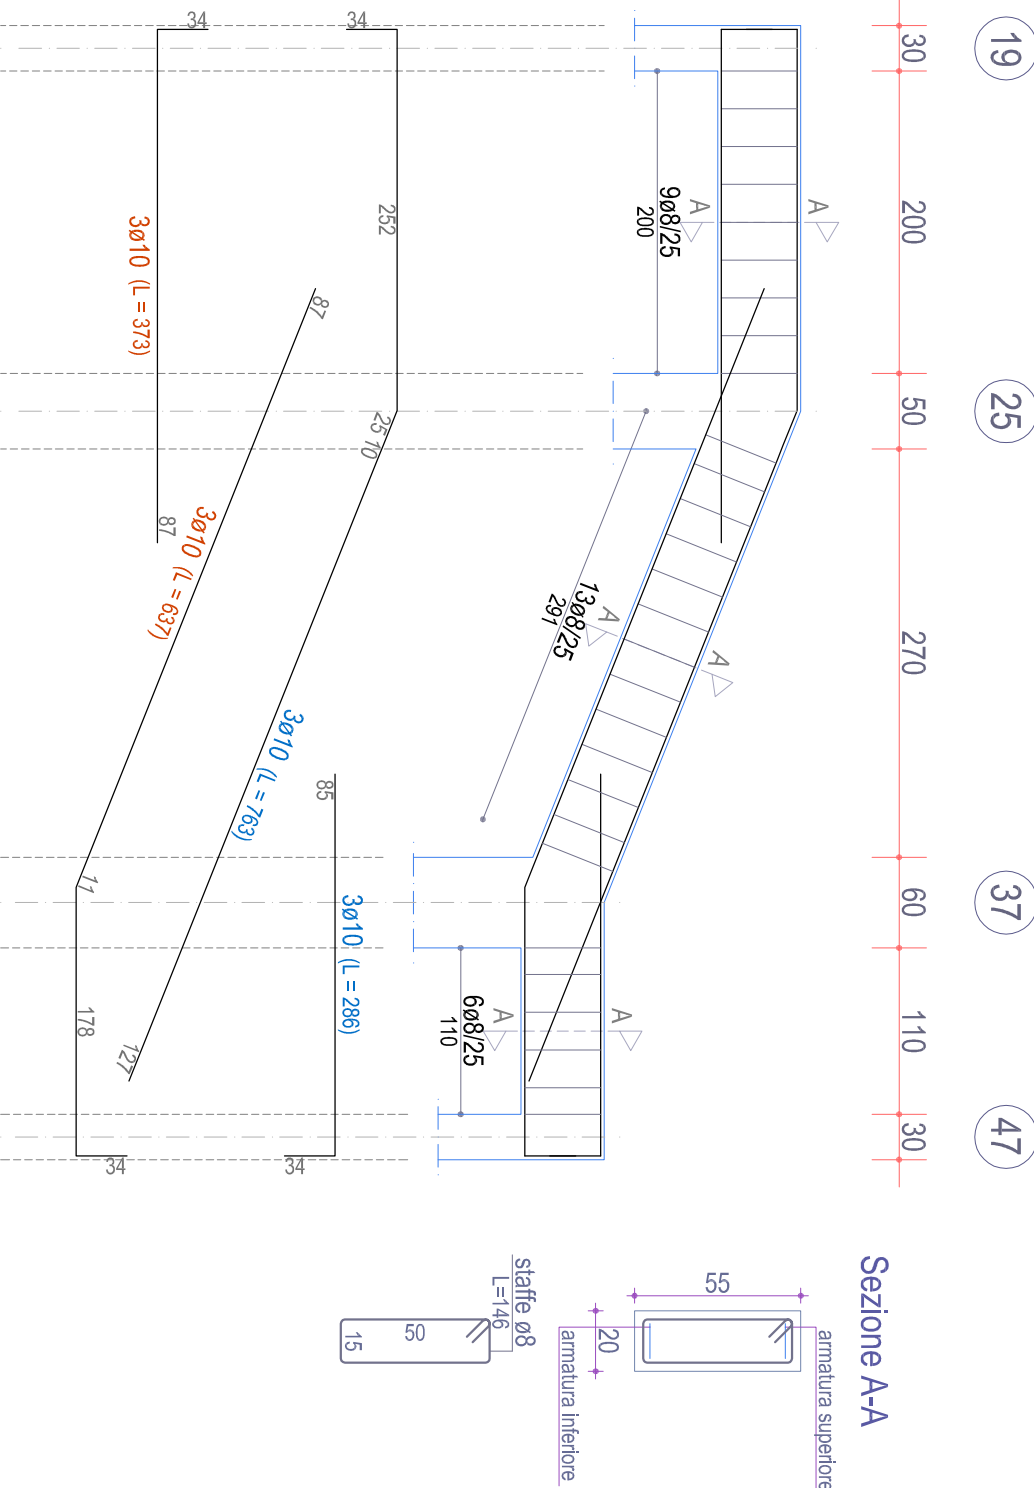 19
25
37
47
30
200
50
270
60
110
30
A
A
9ø8/25
200
A
A
13ø8/25
291
A
A
6ø8/25
110
34
252
25
10
3ø10 (L = 763)
127
85
3ø10 (L = 286)
34
34
3ø10 (L = 373)
87
87
3ø10 (L = 637)
11
178
34
Sezione A-A
armatura superiore
55
20
armatura inferiore
staffe ø8
L=146
50
15